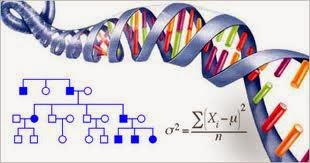 σ² = Σ(Xᵢ − μ)² / n